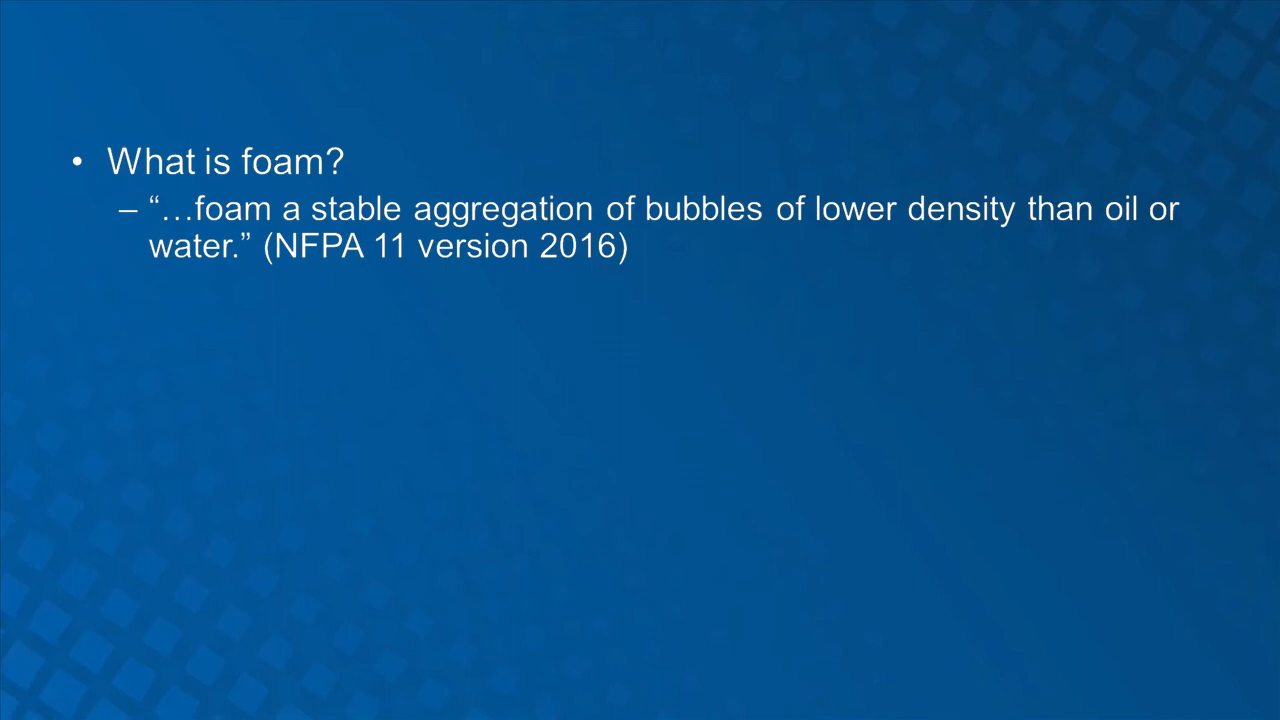 • What is foam?
– “…foam a stable aggregation of bubbles of lower density than oil or
water.” (NFPA 11 version 2016)